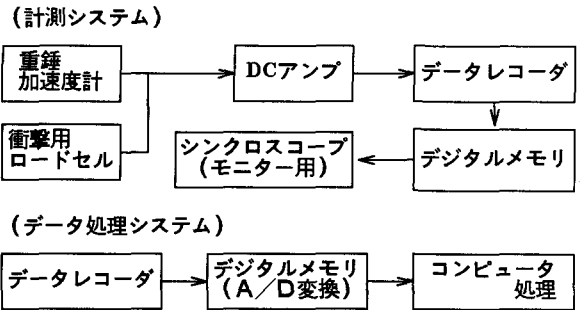 (計測システム)
重錘
加速度計
DCアンプ
データレコーダ
衝撃用
ロードセル
シンクロスコープ
(モニター用)
デジタルメモリ
(データ処理システム)
データレコーダ
デジタルメモリ
(A/D変換)
コンピュータ
処理